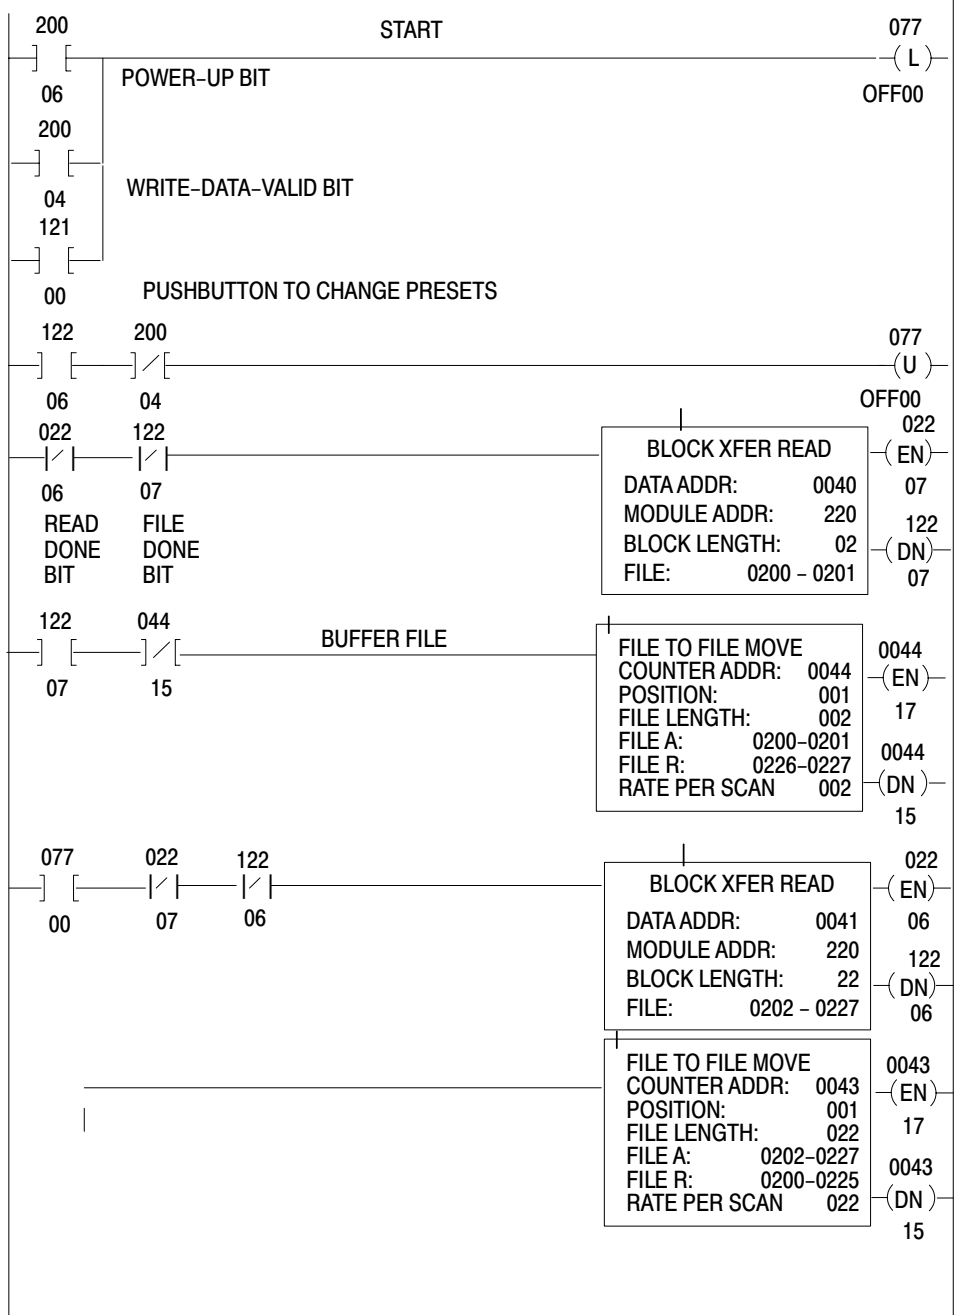 200 START 077
] [ ( L )
06 POWER–UP BIT OFF00
200
] [
04 WRITE–DATA–VALID BIT
121
] [
00 PUSHBUTTON TO CHANGE PRESETS
122 200 077
] [ ]/[ ( U )
06 04 OFF00
022 122 BLOCK XFER READ 022
( EN )
06 07 DATA ADDR: 0040 07
READ FILE MODULE ADDR: 220 122
DONE DONE BLOCK LENGTH: 02 ( DN )
BIT BIT FILE: 0200 – 0201 07
122 044 BUFFER FILE FILE TO FILE MOVE 0044
] [ ]/[ COUNTER ADDR: 0044 ( EN )
07 15 POSITION: 001 17
FILE LENGTH: 002
FILE A: 0200–0201 0044
FILE R: 0226–0227 ( DN )
RATE PER SCAN 002 15
077 022 122 022
] [ BLOCK XFER READ ( EN )
00 07 06 DATA ADDR: 0041 06
MODULE ADDR: 220 122
BLOCK LENGTH: 22 ( DN )
FILE: 0202 – 0227 06
FILE TO FILE MOVE 0043
COUNTER ADDR: 0043 ( EN )
POSITION: 001 17
FILE LENGTH: 022
FILE A: 0202–0227 0043
FILE R: 0200–0225 ( DN )
RATE PER SCAN 022 15